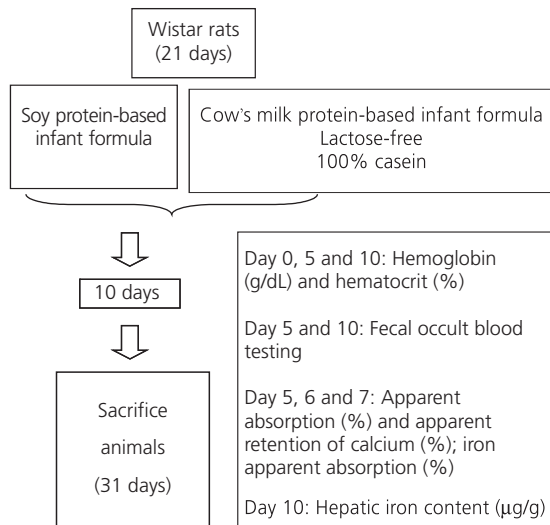 Wistar rats
(21 days)
Soy protein-based
infant formula
Cow's milk protein-based infant formula
Lactose-free
100% casein
10 days
Sacrifice
animals
(31 days)
Day 0, 5 and 10: Hemoglobin
(g/dL) and hematocrit (%)
Day 5 and 10: Fecal occult blood
testing
Day 5, 6 and 7: Apparent
absorption (%) and apparent
retention of calcium (%); iron
apparent absorption (%)
Day 10: Hepatic iron content (µg/g)